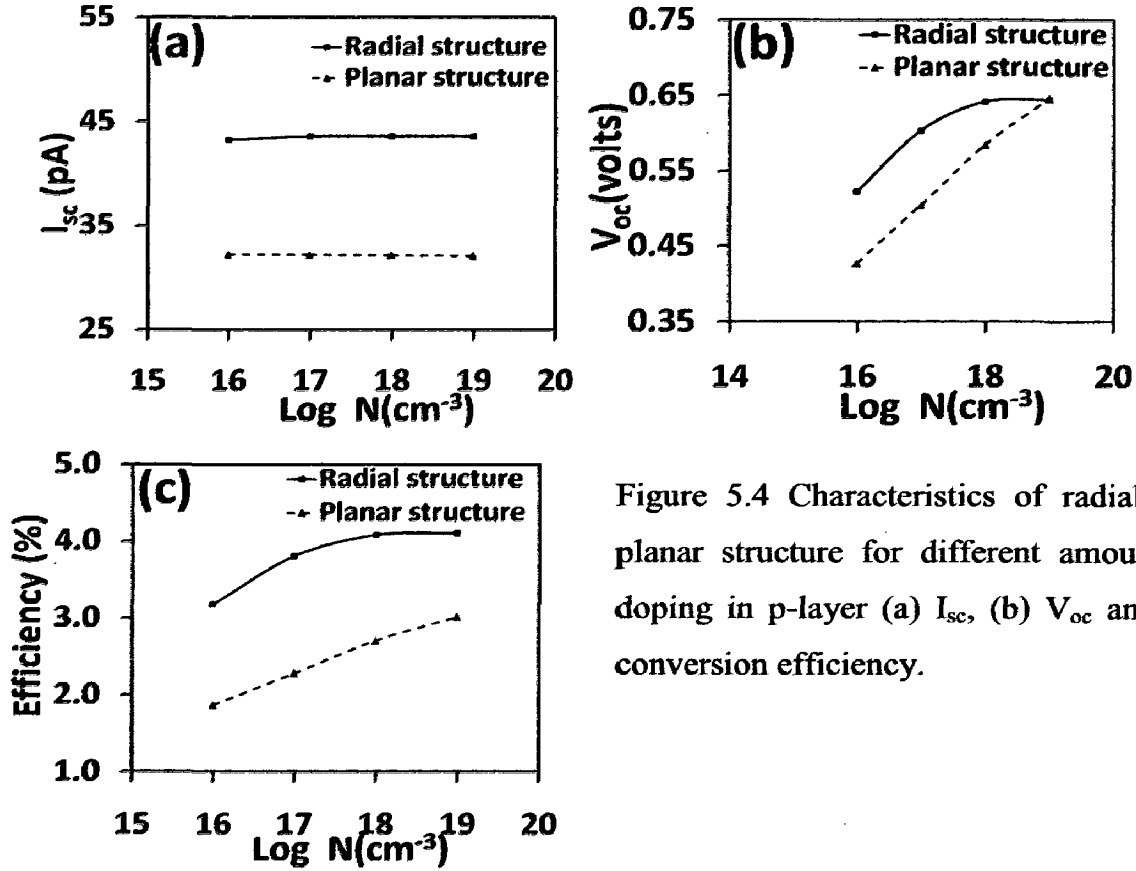 (a)
Radial structure
Planar structure
55
45
35
25
Isc (pA)
15 16 17 18 19 20
Log N(cm-3)
(b)
Radial structure
Planar structure
0.75
0.65
0.55
0.45
0.35
Voc(volts)
14 16 18 20
Log N(cm-3)
(c)
Radial structure
Planar structure
5.0
4.0
3.0
2.0
1.0
Efficiency (%)
15 16 17 18 19 20
Log N(cm-3)
Figure 5.4 Characteristics of radial
planar structure for different amou
doping in p-layer (a) Isc, (b) Voc an
conversion efficiency.